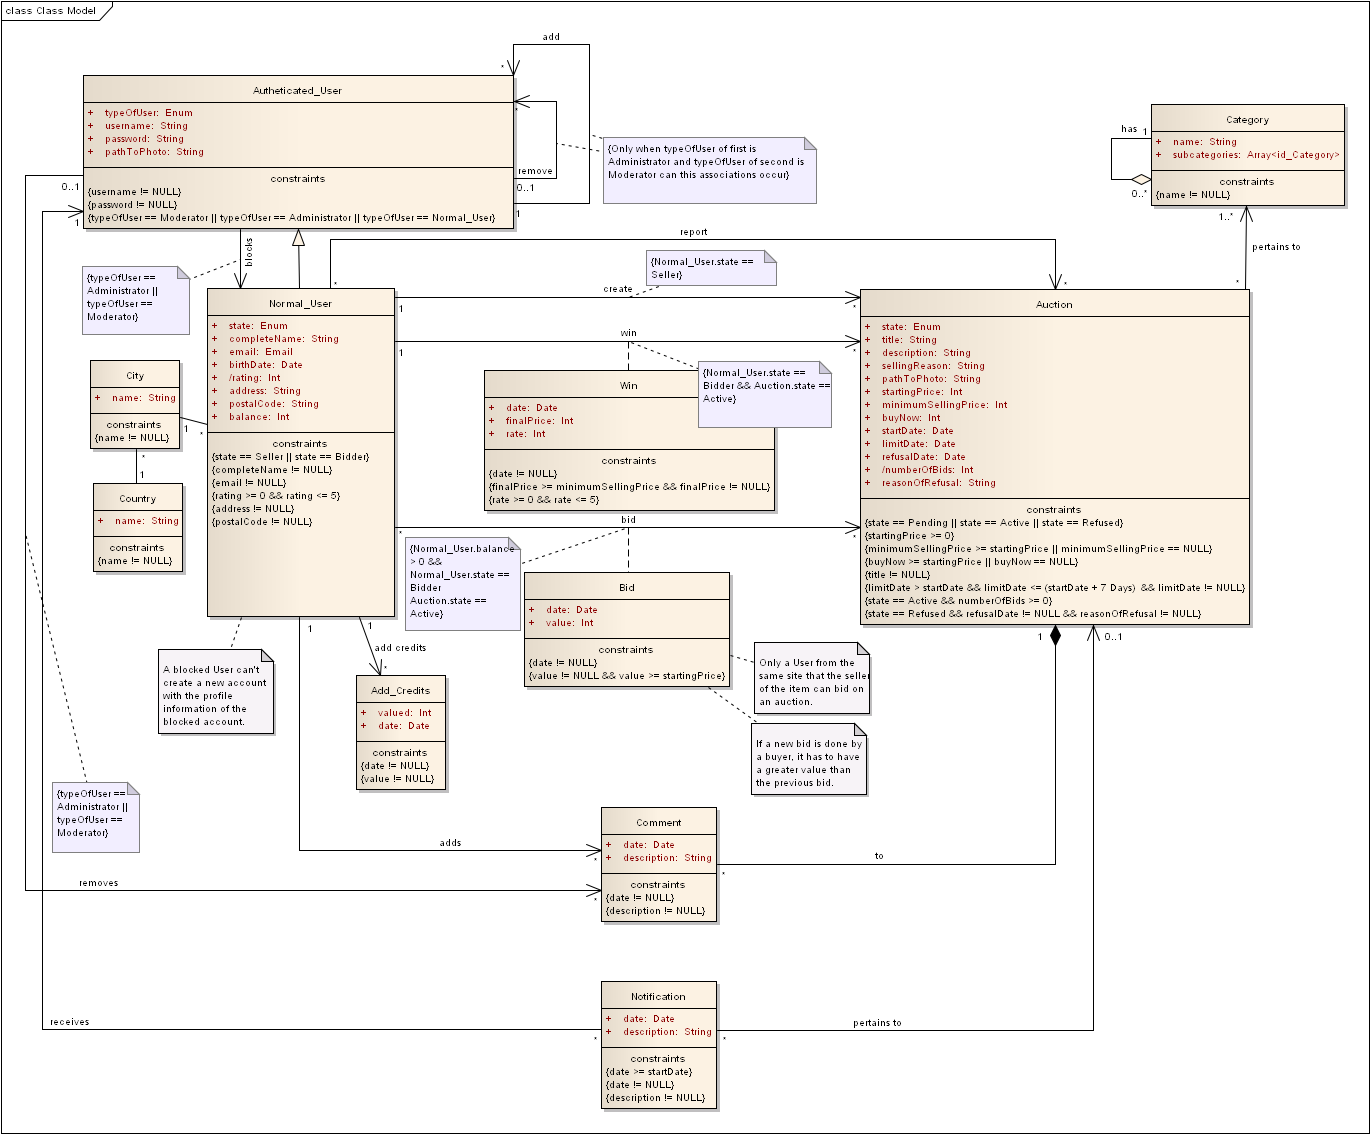 class Class Model
add
*
Autheticated_User
+ typeOfUser: Enum
+ username: String
+ password: String
+ pathToPhoto: String
constraints
{username != NULL}
{password != NULL}
{typeOfUser == Moderator || typeOfUser == Administrator || typeOfUser == Normal_User}
*
remove
0..1
1
0..1
1
{Only when typeOfUser of first is
Administrator and typeOfUser of second is
Moderator can this associations occur}
Category
+ name: String
+ subcategories: Array<id_Category>
constraints
{name != NULL}
has
1
0..*
1..*
pertains to
*
blocks
report
*
*
{typeOfUser ==
Administrator ||
typeOfUser ==
Moderator}
{Normal_User.state ==
Seller}
create
1
*
win
1
*
Normal_User
+ state: Enum
+ completeName: String
+ email: Email
+ birthDate: Date
+ /rating: Int
+ address: String
+ postalCode: String
+ balance: Int
constraints
{state == Seller || state == Bidder}
{completeName != NULL}
{email != NULL}
{rating >= 0 && rating <= 5}
{address != NULL}
{postalCode != NULL}
Auction
+ state: Enum
+ title: String
+ description: String
+ sellingReason: String
+ pathToPhoto: String
+ startingPrice: Int
+ minimumSellingPrice: Int
+ buyNow: Int
+ startDate: Date
+ limitDate: Date
+ refusalDate: Date
+ /numberOfBids: Int
+ reasonOfRefusal: String
constraints
{state == Pending || state == Active || state == Refused}
{startingPrice >= 0}
{minimumSellingPrice >= startingPrice || minimumSellingPrice == NULL}
{buyNow >= startingPrice || buyNow == NULL}
{title != NULL}
{limitDate > startDate && limitDate <= (startDate + 7 Days) && limitDate != NULL}
{state == Active && numberOfBids >= 0}
{state == Refused && refusalDate != NULL && reasonOfRefusal != NULL}
Win
+ date: Date
+ finalPrice: Int
+ rate: Int
constraints
{date != NULL}
{finalPrice >= minimumSellingPrice && finalPrice != NULL}
{rate >= 0 && rate <= 5}
{Normal_User.state ==
Bidder && Auction.state ==
Active}
City
+ name: String
constraints
{name != NULL}
1
*
*
1
Country
+ name: String
constraints
{name != NULL}
bid
*
*
{Normal_User.balance
> 0 &&
Normal_User.state ==
Bidder
Auction.state ==
Active}
Bid
+ date: Date
+ value: Int
constraints
{date != NULL}
{value != NULL && value >= startingPrice}
1
1
add credits
*
1
0..1
A blocked User can't
create a new account
with the profile
information of the
blocked account.
Only a User from the
same site that the seller
of the item can bid on
an auction.
Add_Credits
+ valued: Int
+ date: Date
constraints
{date != NULL}
{value != NULL}
If a new bid is done by
a buyer, it has to have
a greater value than
the previous bid.
{typeOfUser ==
Administrator ||
typeOfUser ==
Moderator}
Comment
+ date: Date
+ description: String
constraints
{date != NULL}
{description != NULL}
adds
*
to
*
removes
*
Notification
+ date: Date
+ description: String
constraints
{date >= startDate}
{date != NULL}
{description != NULL}
receives
*
pertains to
*